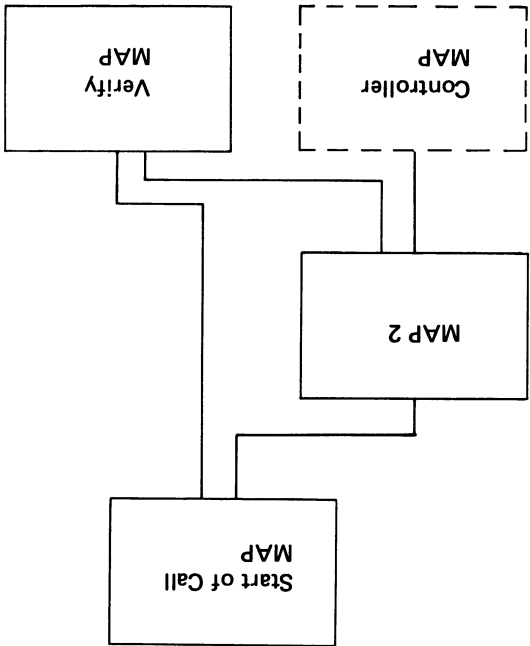 Start of Call
MAP
MAP 2
Controller
MAP
Verify
MAP